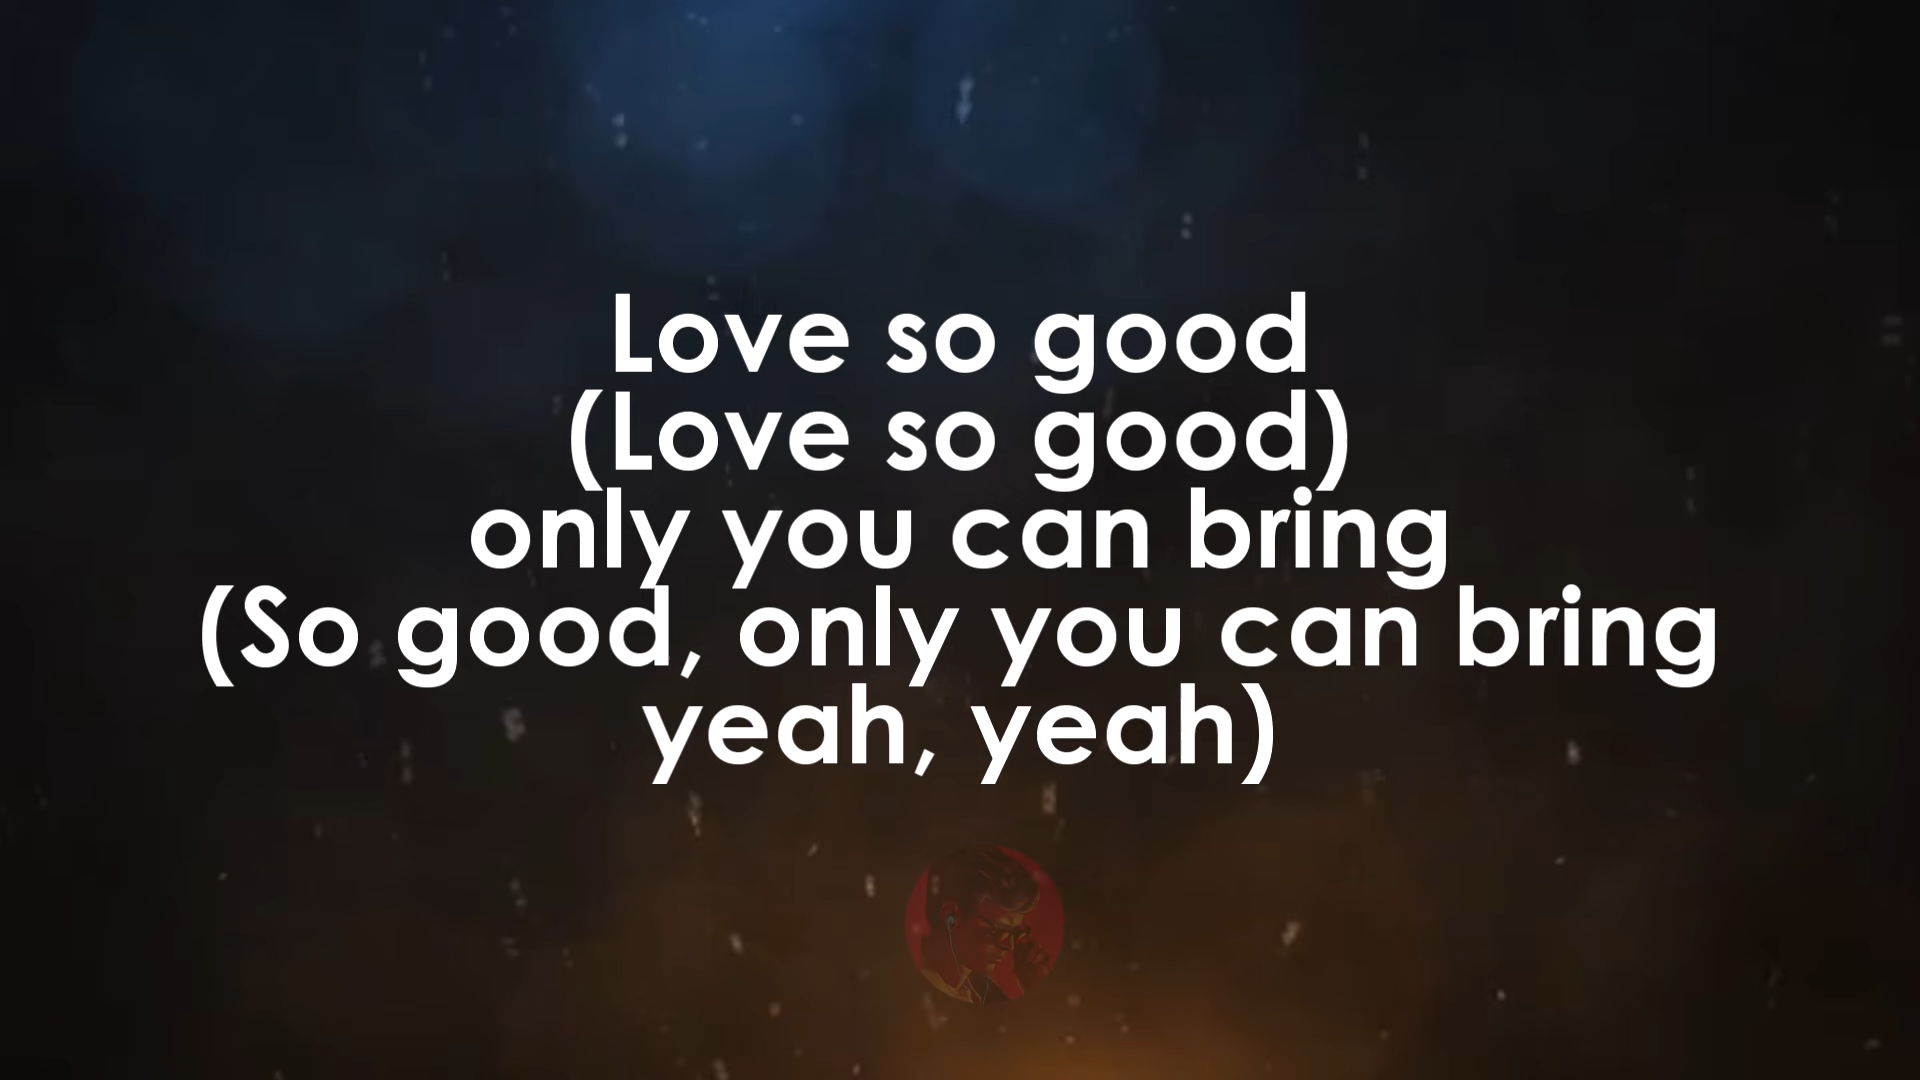 Love so good
(Love so good)
only you can bring
(So good, only you can bring
yeah, yeah)